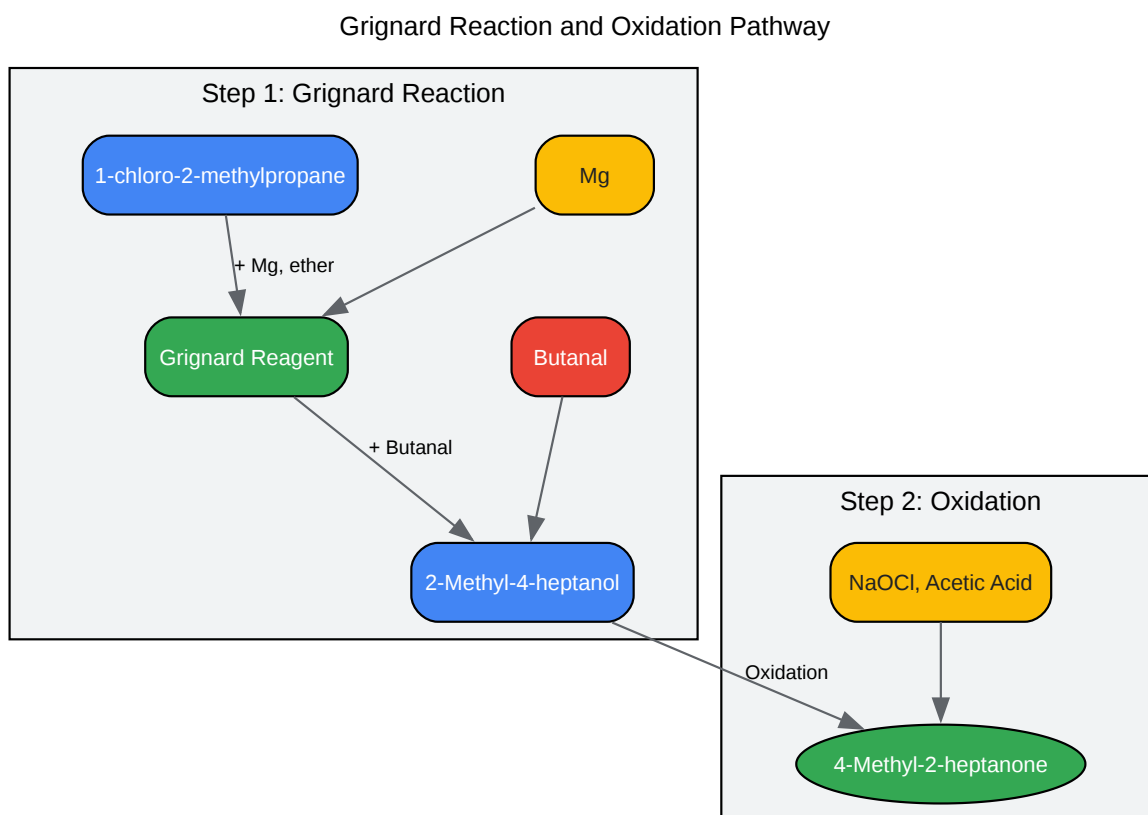 Grignard Reaction and Oxidation Pathway
Step 1: Grignard Reaction
1-chloro-2-methylpropane
Mg
+ Mg, ether
Grignard Reagent
Butanal
+ Butanal
2-Methyl-4-heptanol
Step 2: Oxidation
NaOCl, Acetic Acid
Oxidation
4-Methyl-2-heptanone